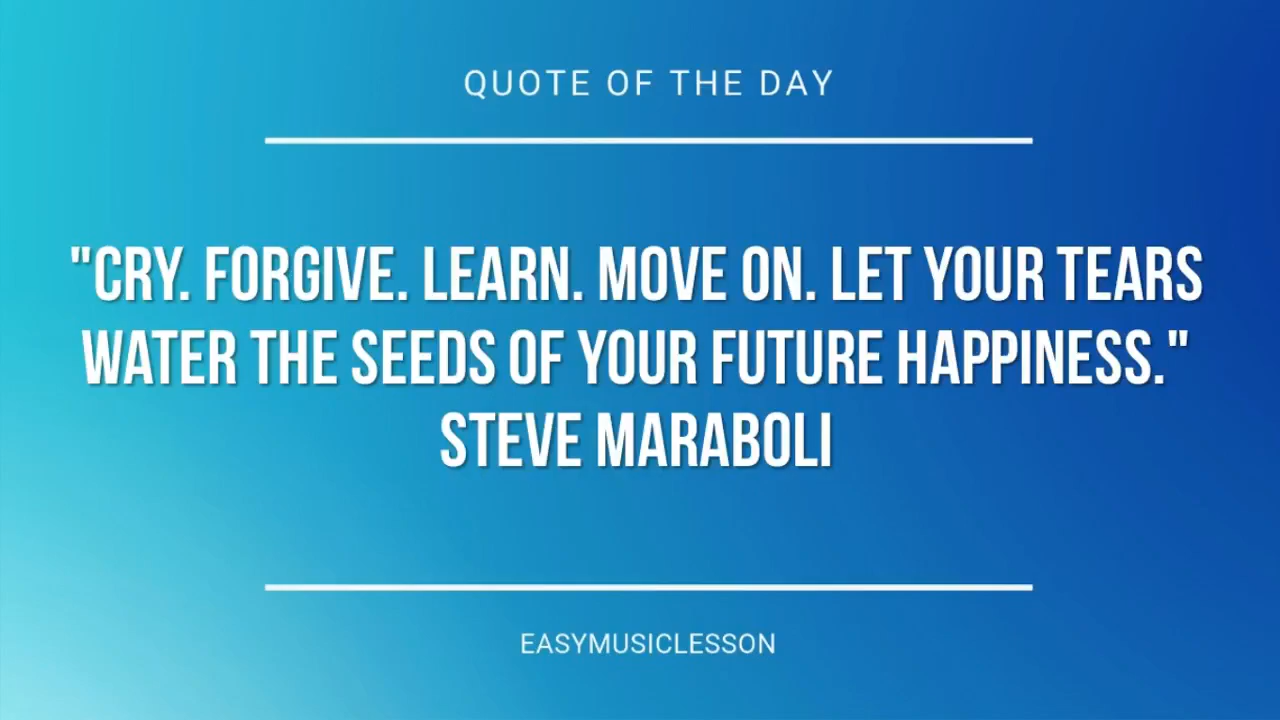 QUOTE OF THE DAY
"CRY. FORGIVE. LEARN. MOVE ON. LET YOUR TEARS
WATER THE SEEDS OF YOUR FUTURE HAPPINESS."
STEVE MARABOLI
EASYMUSICLESSON